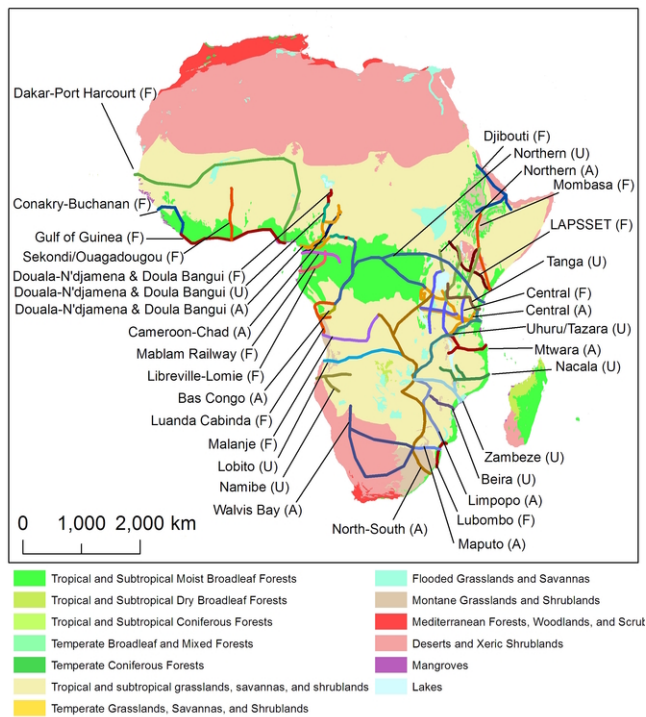 Dakar-Port Harcourt (F)
Conakry-Buchanan (F)
Gulf of Guinea (F)
Sekondi/Ouagadougou (F)
Douala-N'djamena & Doula Bangui (F)
Douala-N'djamena & Doula Bangui (U)
Douala-N'djamena & Doula Bangui (A)
Cameroon-Chad (A)
Mablam Railway (F)
Libreville-Lomie (F)
Bas Congo (A)
Luanda Cabinda (F)
Malanje (F)
Lobito (U)
Namibe (U)
Walvis Bay (A)
North-South (A)
Djibouti (F)
Northern (U)
Northern (A)
Mombasa (F)
LAPSSET (F)
Tanga (U)
Central (F)
Central (A)
Uhuru/Tazara (U)
Mtwara (A)
Nacala (U)
Zambeze (U)
Beira (U)
Limpopo (A)
Lubombo (F)
Maputo (A)
0 1,000 2,000 km
Tropical and Subtropical Moist Broadleaf Forests
Tropical and Subtropical Dry Broadleaf Forests
Tropical and Subtropical Coniferous Forests
Temperate Broadleaf and Mixed Forests
Temperate Coniferous Forests
Tropical and subtropical grasslands, savannas, and shrublands
Temperate Grasslands, Savannas, and Shrublands
Flooded Grasslands and Savannas
Montane Grasslands and Shrublands
Mediterranean Forests, Woodlands, and Scrub
Deserts and Xeric Shrublands
Mangroves
Lakes